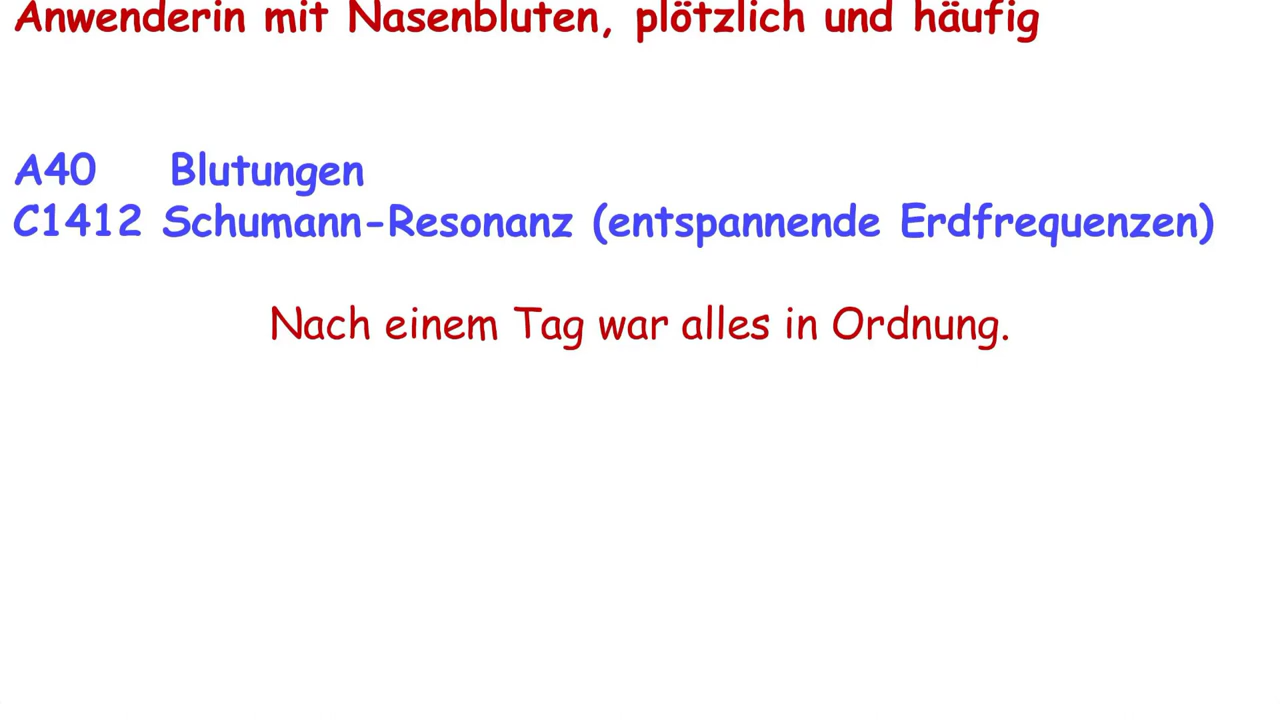 Anwenderin mit Nasenbluten, plötzlich und häufig
A40 Blutungen
C1412 Schumann-Resonanz (entspannende Erdfrequenzen)
Nach einem Tag war alles in Ordnung.